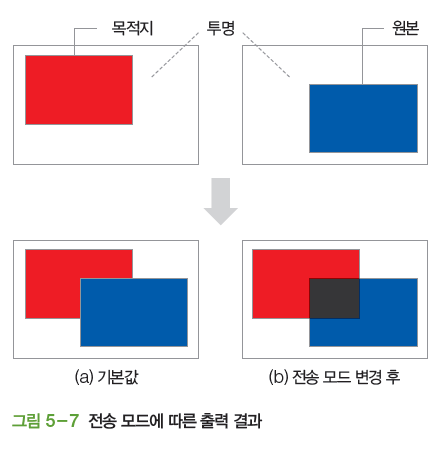 목적지 투명 원본
(a) 기본값 (b) 전송 모드 변경 후
그림 5-7 전송 모드에 따른 출력 결과